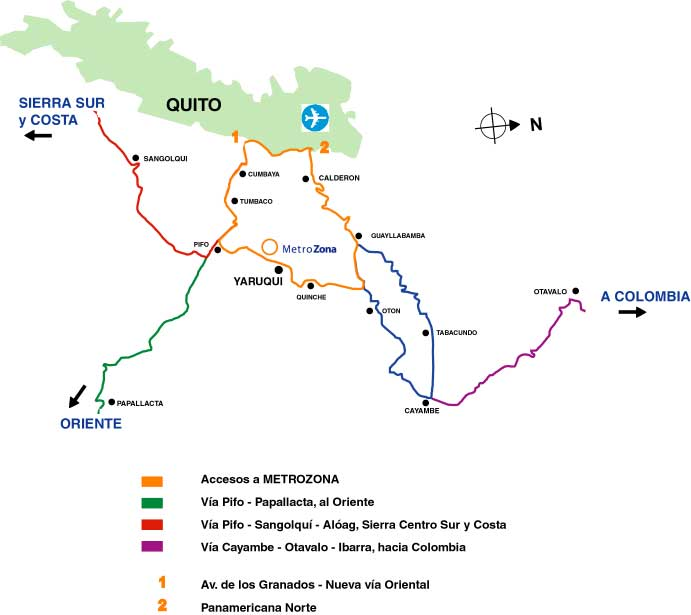 QUITO
SIERRA SUR
y COSTA
N
1
2
SANGOLQUI
CUMBAYA
CALDERON
TUMBACO
GUAYLLABAMBA
PIFO
MetroZona
YARUQUI
QUINCHE
OTAVALO
A COLOMBIA
OTON
TABACUNDO
PAPALLACTA
CAYAMBE
ORIENTE
Accesos a METROZONA
Vía Pifo - Papallacta, al Oriente
Vía Pifo - Sangolquí - Alóag, Sierra Centro Sur y Costa
Vía Cayambe - Otavalo - Ibarra, hacia Colombia
1 Av. de los Granados - Nueva vía Oriental
2 Panamericana Norte